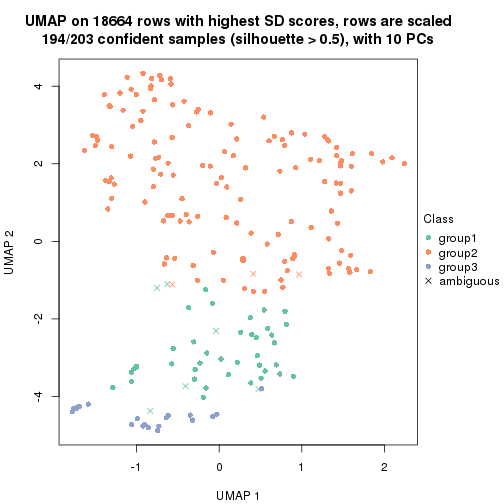 UMAP on 18664 rows with highest SD scores, rows are scaled
194/203 confident samples (silhouette > 0.5), with 10 PCs
4
2
0
-2
-4
UMAP 2
-1
0
1
2
UMAP 1
Class
group1
group2
group3
ambiguous